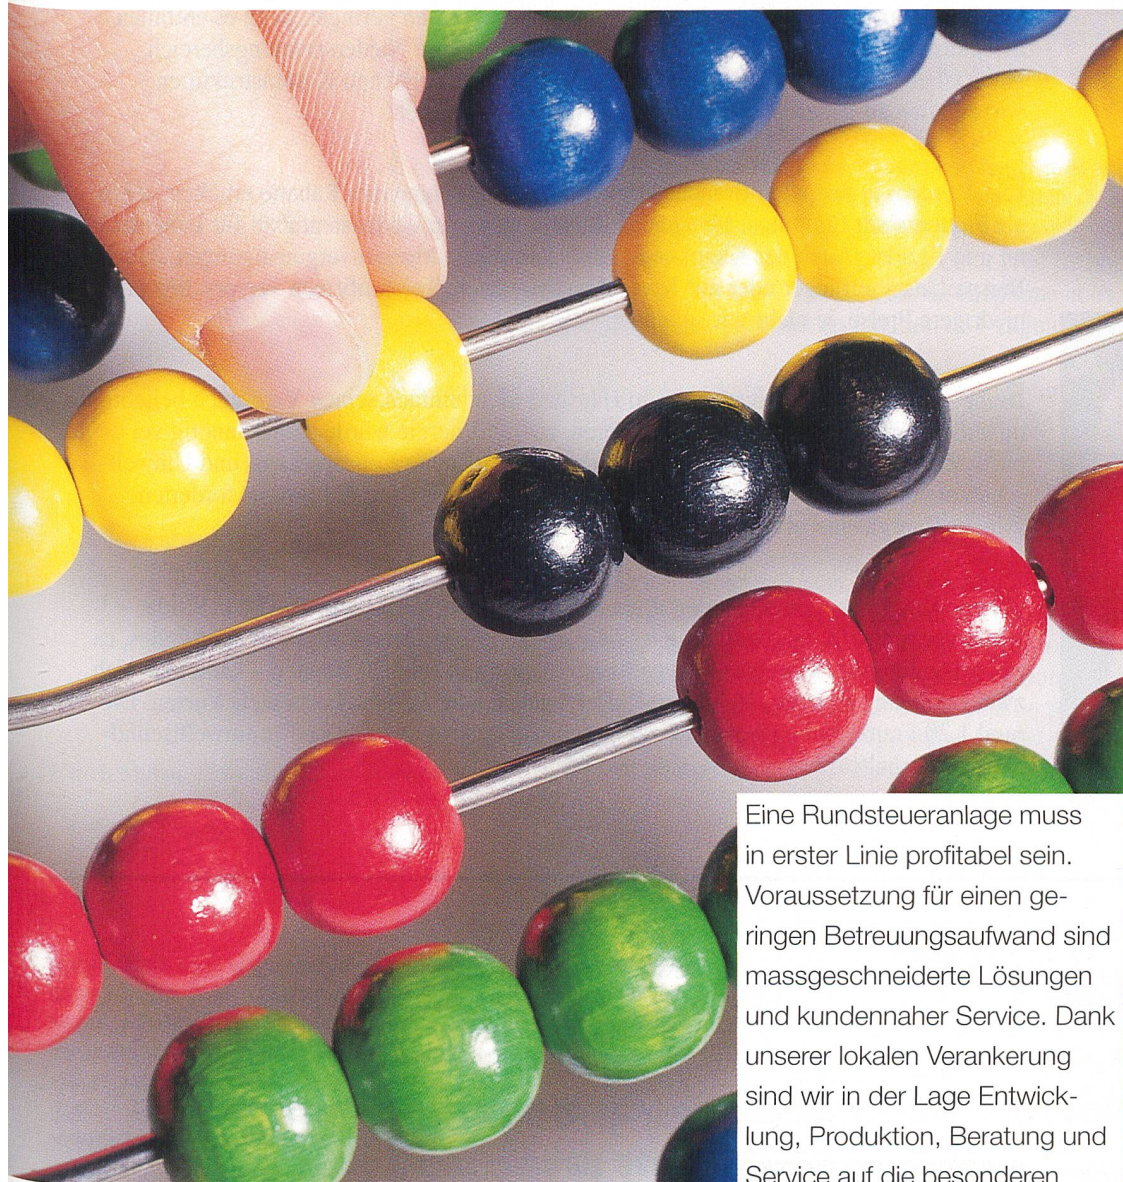 Eine Rundsteueranlage muss
in erster Linie profitabel sein.
Voraussetzung für einen ge-
ringen Betreuungsaufwand sind
massgeschneiderte Lösungen
und kundennaher Service. Dank
unserer lokalen Verankerung
sind wir in der Lage Entwick-
lung, Produktion, Beratung und
Service auf die besonderen